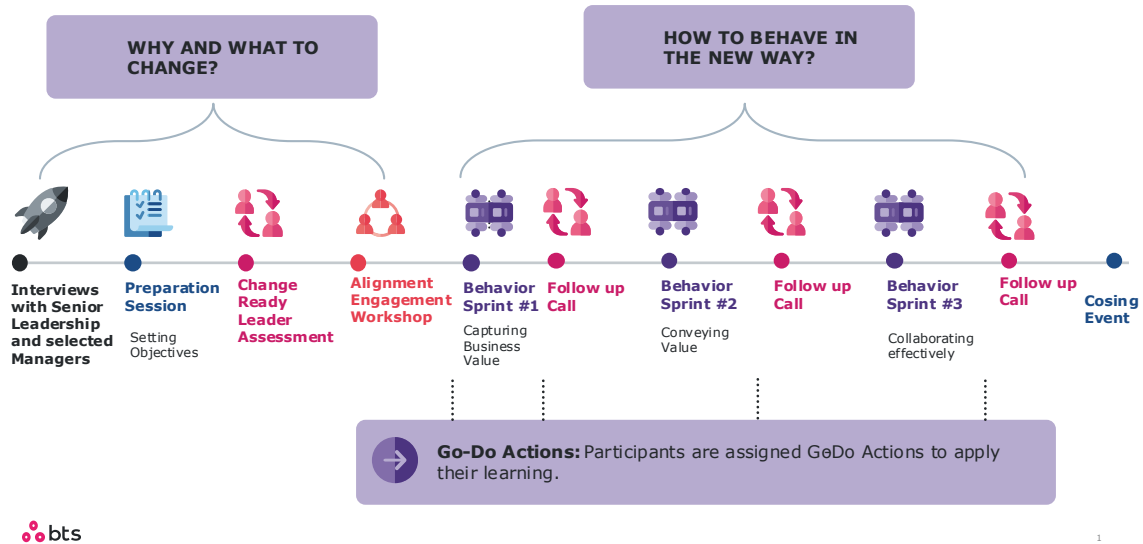 WHY AND WHAT TO
CHANGE?
HOW TO BEHAVE IN
THE NEW WAY?
Interviews
with Senior
Leadership
and selected
Managers
Preparation
Session
Setting
Objectives
Change
Ready
Leader
Assessment
Alignment
Engagement
Workshop
Behavior
Sprint #1
Capturing
Business
Value
Follow up
Call
Behavior
Sprint #2
Conveying
Value
Follow up
Call
Behavior
Sprint #3
Collaborating
effectively
Follow up
Call
Cosing
Event
Go-Do Actions: Participants are assigned GoDo Actions to apply
their learning.
bts
1